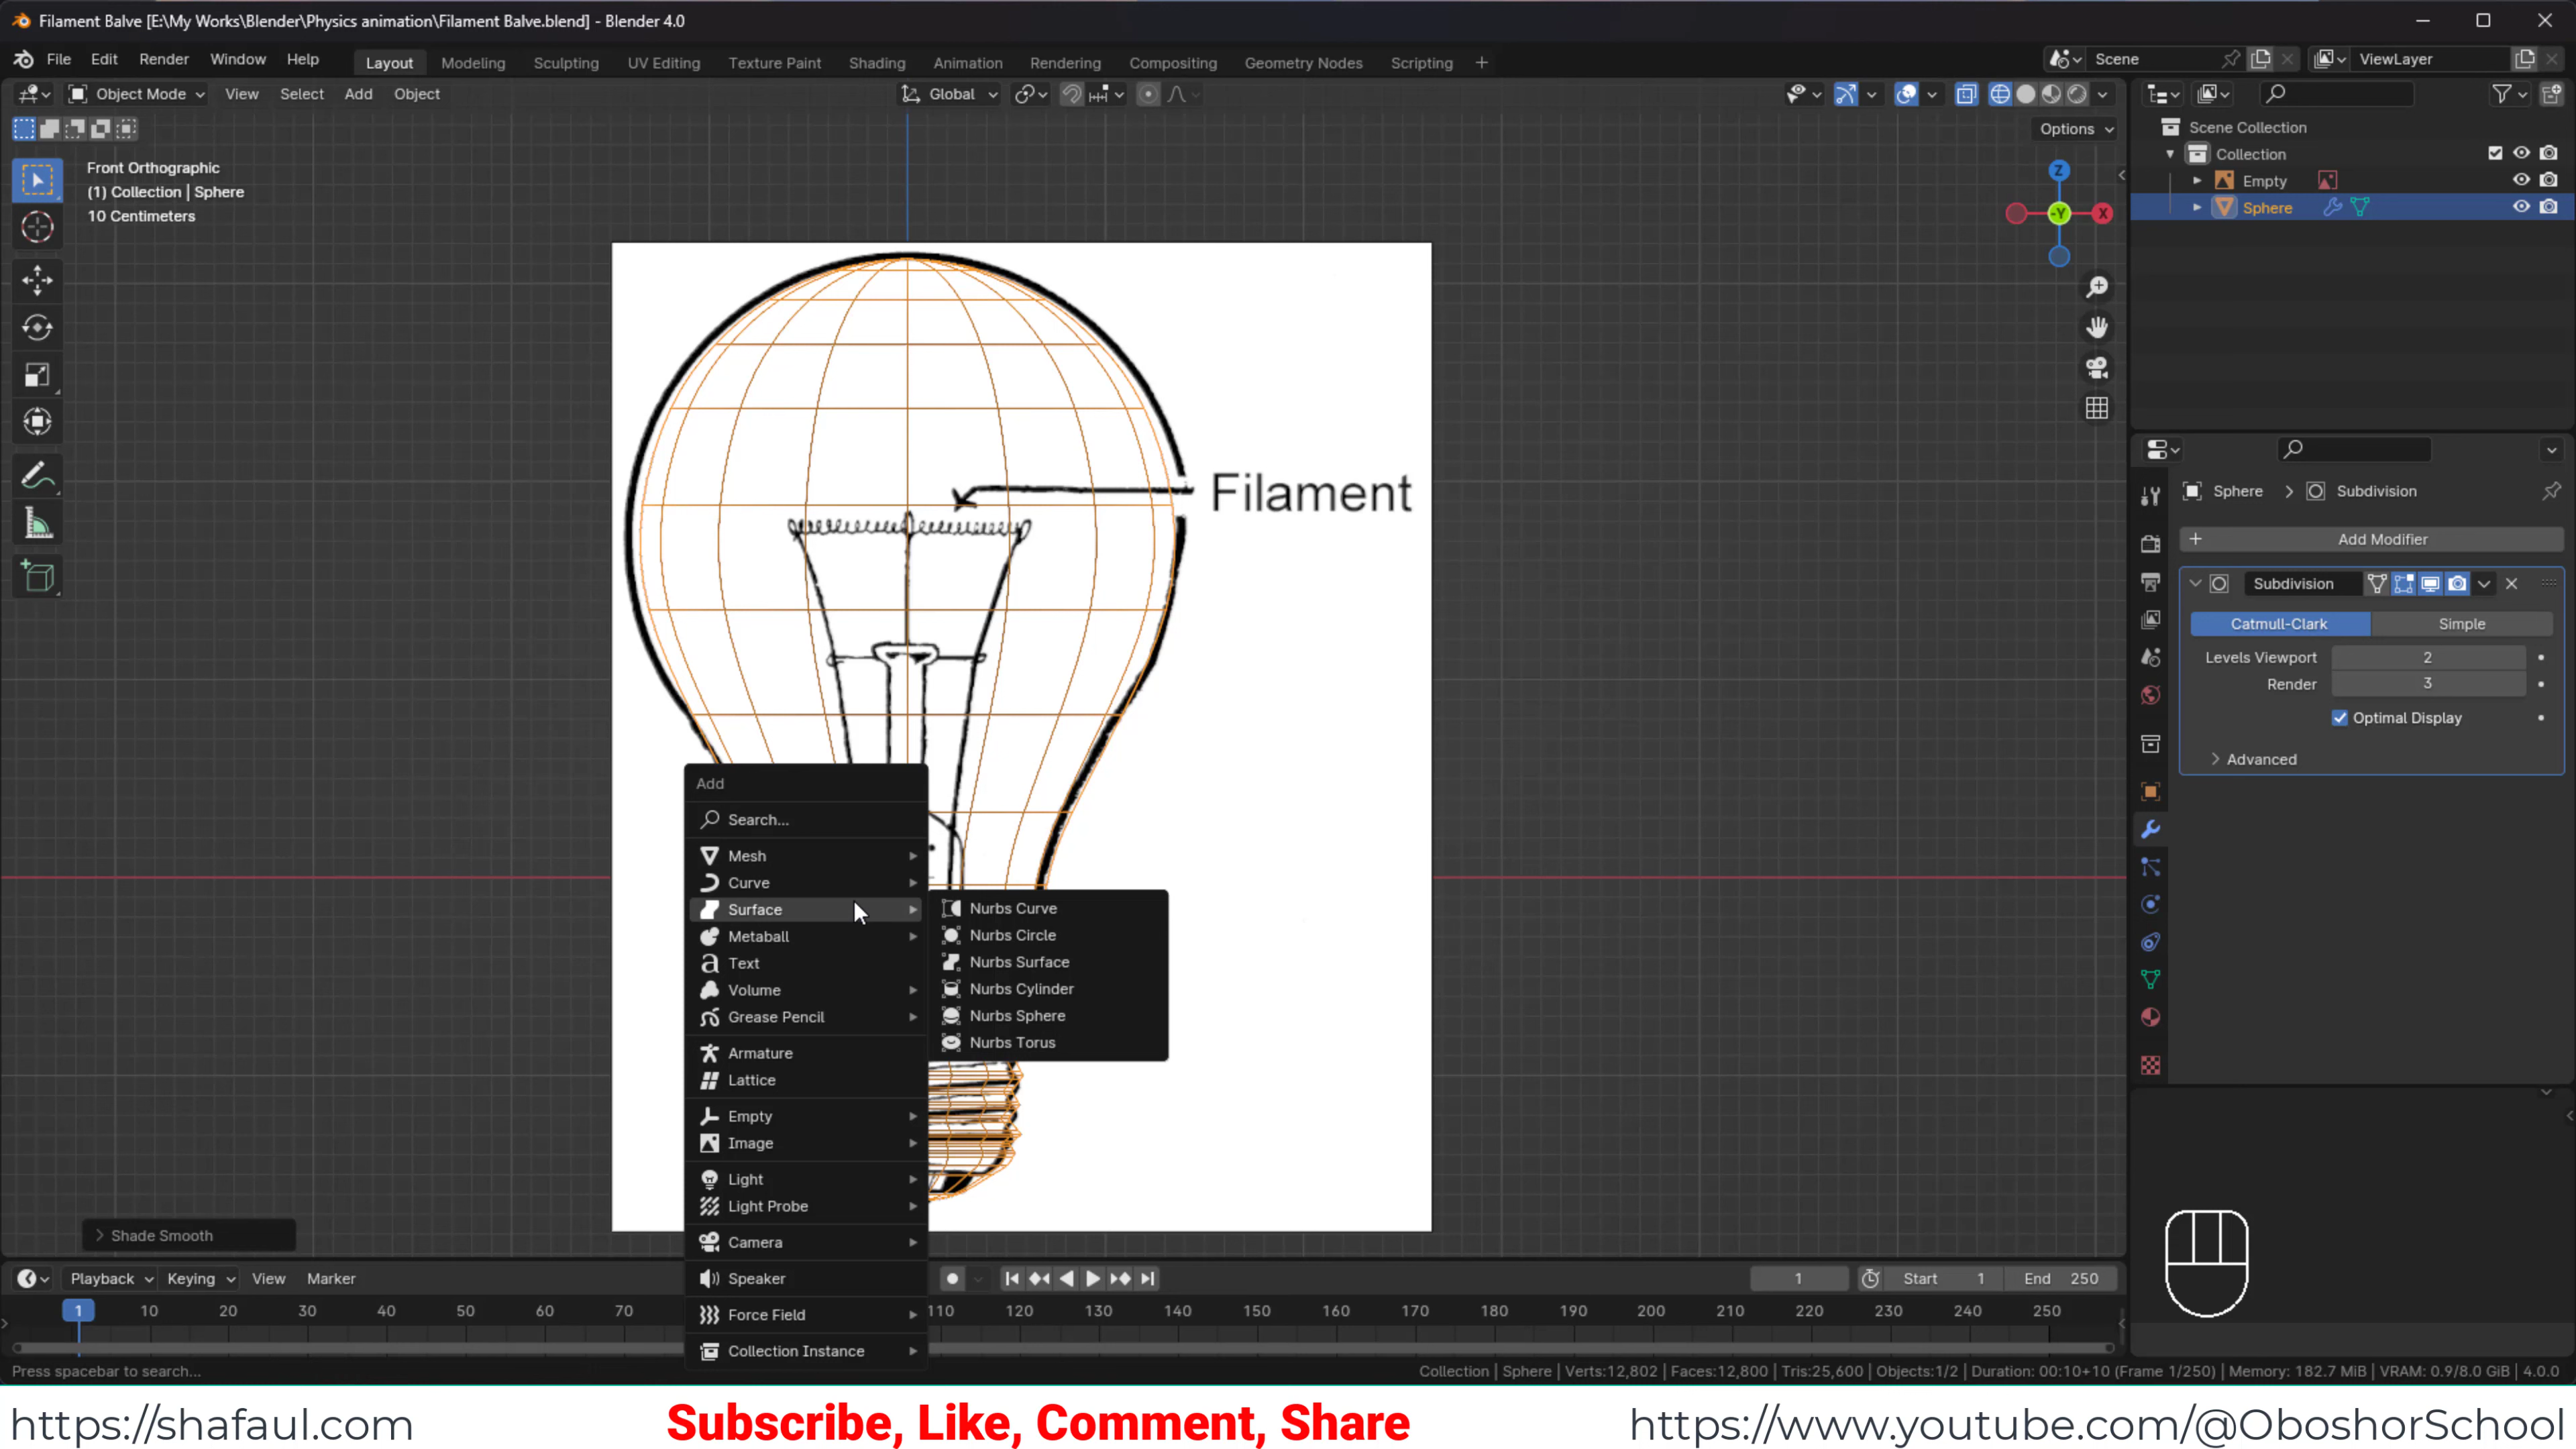 Filament Balve [E:\My Works\Blender\Physics animation\Filament Balve.blend] - Blender 4.0
File Edit Render Window Help Layout Modeling Sculpting UV Editing Texture Paint Shading Animation Rendering Compositing Geometry Nodes Scripting + Scene ViewLayer
Object Mode View Select Add Object Global
Options
Front Orthographic
(1) Collection | Sphere
10 Centimeters
Z
-Y
X
Scene Collection
Collection
Empty
Sphere
Filament
Sphere > Subdivision
+ Add Modifier
Subdivision
Catmull-Clark Simple
Levels Viewport 2
Render 3
Optimal Display
Advanced
Add
Search...
Mesh
Curve
Surface
Metaball
Text
Volume
Grease Pencil
Armature
Lattice
Empty
Image
Light
Light Probe
Camera
Speaker
Force Field
Collection Instance
Nurbs Curve
Nurbs Circle
Nurbs Surface
Nurbs Cylinder
Nurbs Sphere
Nurbs Torus
Shade Smooth
Playback Keying View Marker 1 Start 1 End 250
1 10 20 30 40 50 60 70 110 120 130 140 150 160 170 180 190 200 210 220 230 240 250
Press spacebar to search...
Collection | Sphere | Verts:12,802 | Faces:12,800 | Tris:25,600 | Objects:1/2 | Duration: 00:10+10 (Frame 1/250) | Memory: 182.7 MiB | VRAM: 0.9/8.0 GiB | 4.0.0
https://shafaul.com
Subscribe, Like, Comment, Share
https://www.youtube.com/@OboshorSchool